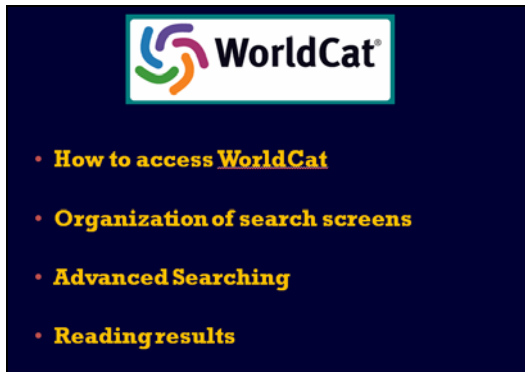 WorldCat®
• How to access WorldCat
• Organization of search screens
• Advanced Searching
• Reading results